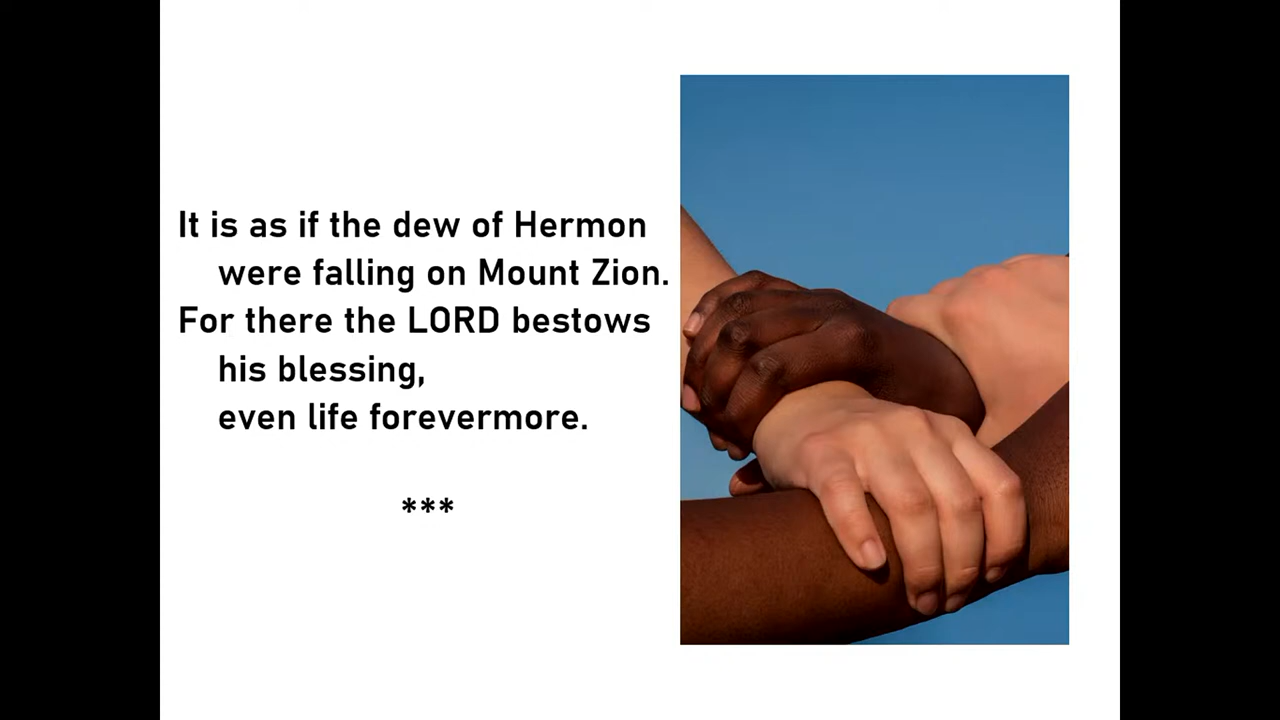 It is as if the dew of Hermon
were falling on Mount Zion.
For there the LORD bestows
his blessing,
even life forevermore.
***